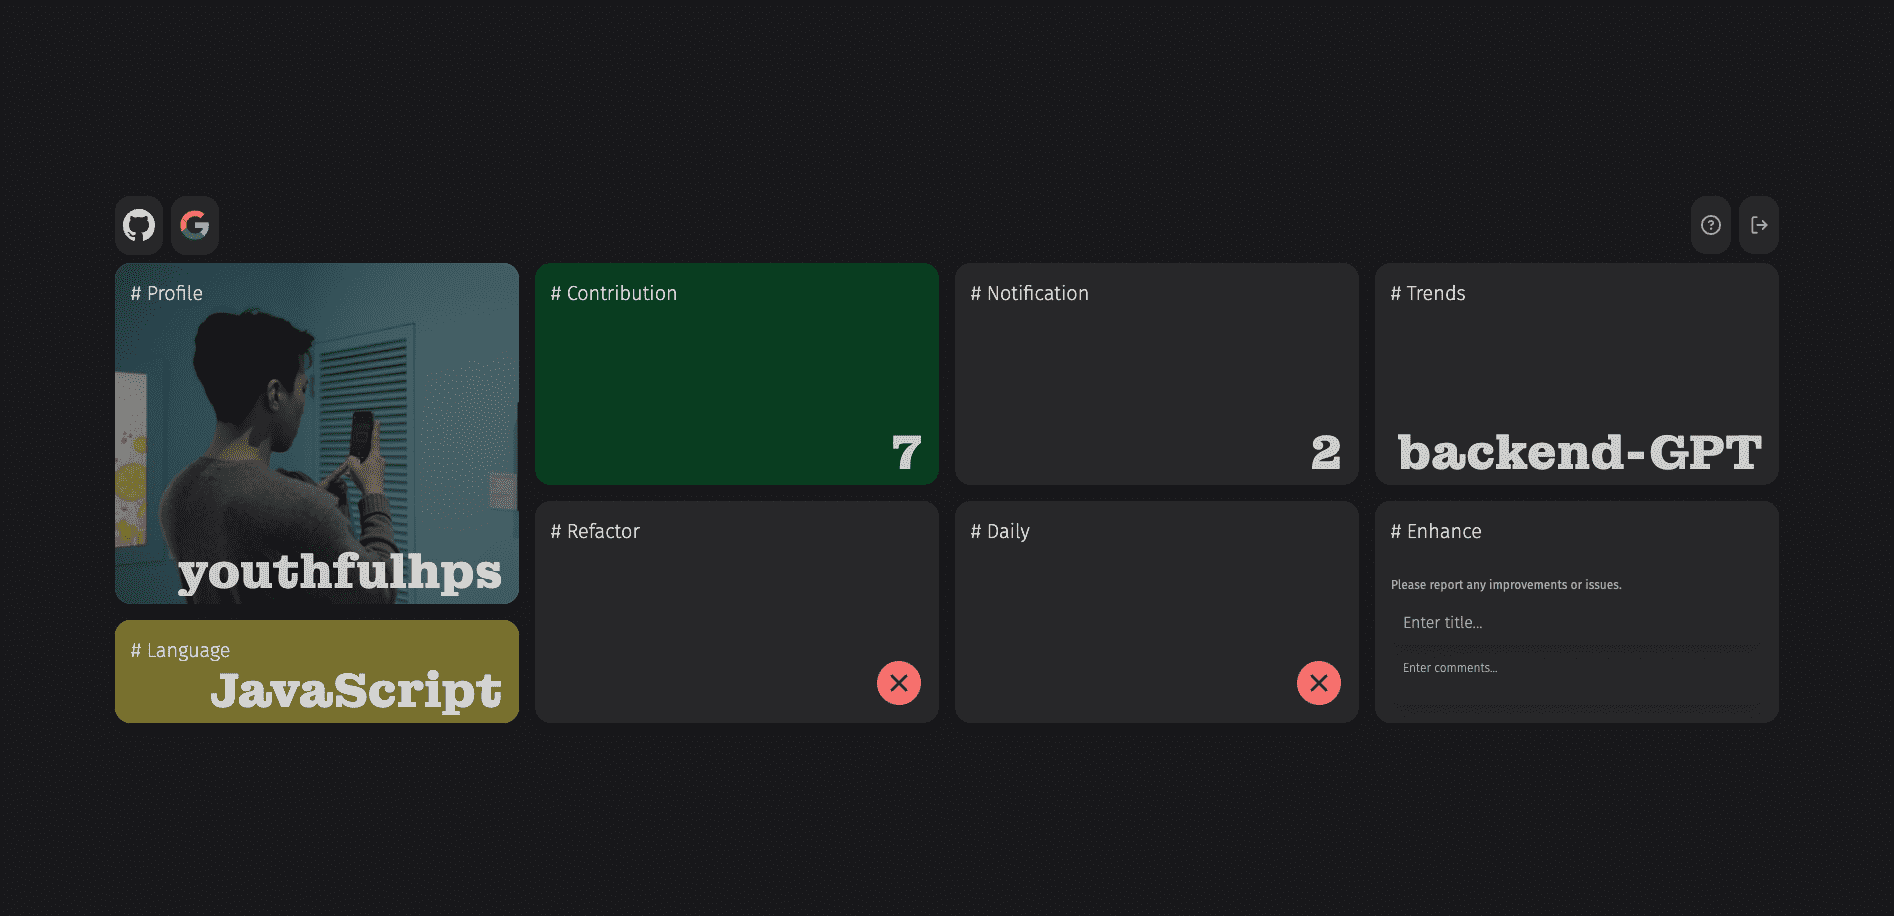 # Profile
youthfulhps
# Language
JavaScript
# Contribution
7
# Notification
2
# Trends
backend-GPT
# Refactor
# Daily
# Enhance
Please report any improvements or issues.
Enter title...
Enter comments...